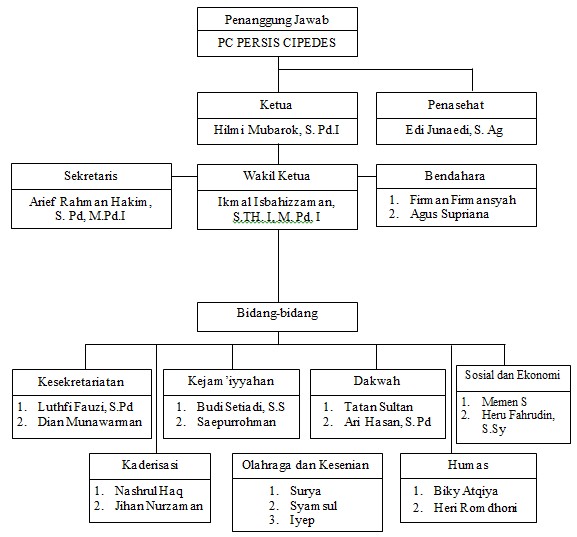 Penanggung Jawab
PC PERSIS CIPEDES
Ketua
Hilmi Mubarok, S. Pd.I
Penasehat
Edi Junaedi, S. Ag
Sekretaris
Arief Rahman Hakim,
S. Pd, M.Pd.I
Wakil Ketua
Ikmal Isbahizzaman,
S.TH. I, M. Pd. I
Bendahara
1. Firman Firmansyah
2. Agus Supriana
Bidang-bidang
Kesekretariatan
1. Luthfi Fauzi, S.Pd
2. Dian Munawarman
Kejam'iyyahan
1. Budi Setiadi, S.S
2. Saepurrohman
Dakwah
1. Tatan Sultan
2. Ari Hasan, S. Pd
Sosial dan Ekonomi
1. Memen S
2. Heru Fahrudin,
S.Sy
Kaderisasi
1. Nashrul Haq
2. Jihan Nurzaman
Olahraga dan Kesenian
1. Surya
2. Syamsul
3. Iyep
Humas
1. Biky Atqiya
2. Heri Romdhoni